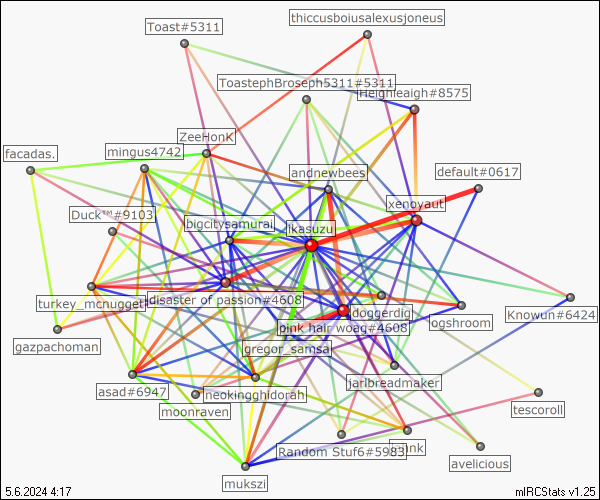 thiccusboiusalexusjoneus
Toast#5311
ToastephBroseph5311#5311
Heighleaigh#8575
ZeeHonK
facadas.
mingus4742
andnewbees
default#0617
xenoyaut
Duck™#9103
bigcitysamurai
ikasuzu
turkey_mcnugget
disaster of passion#4608
doggerdig
ogshroom
Knowun#6424
pink hair woag#4608
gazpachoman
gregor_samsa
jarlbreadmaker
asad#6947
neokingghidorah
moonraven
tescoroll
Random Stuf6#5983
avelicious
mukszi
5.6.2024 4:17
mIRCStats v1.25